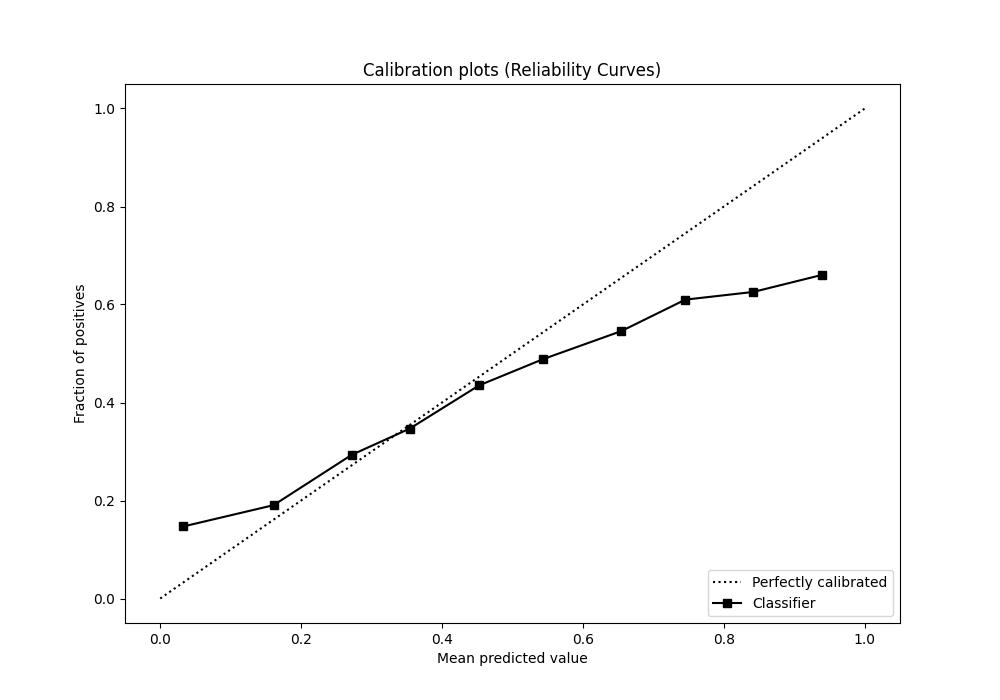 Calibration plots (Reliability Curves)
1.0
0.8
0.6
0.4
0.2
0.0
Fraction of positives
0.0 0.2 0.4 0.6 0.8 1.0
Mean predicted value
Perfectly calibrated
Classifier